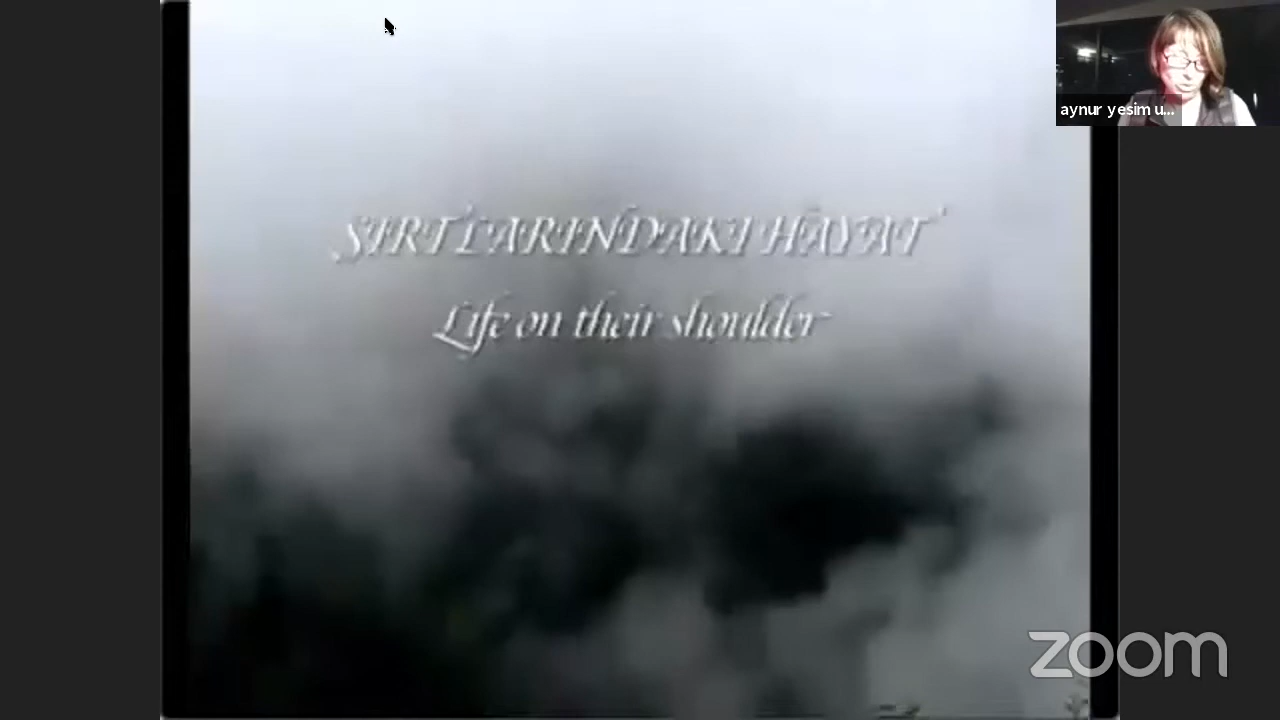 aynur yesim u...
SIRTLARINDAKI HAYAT
Life on their shoulder
zoom